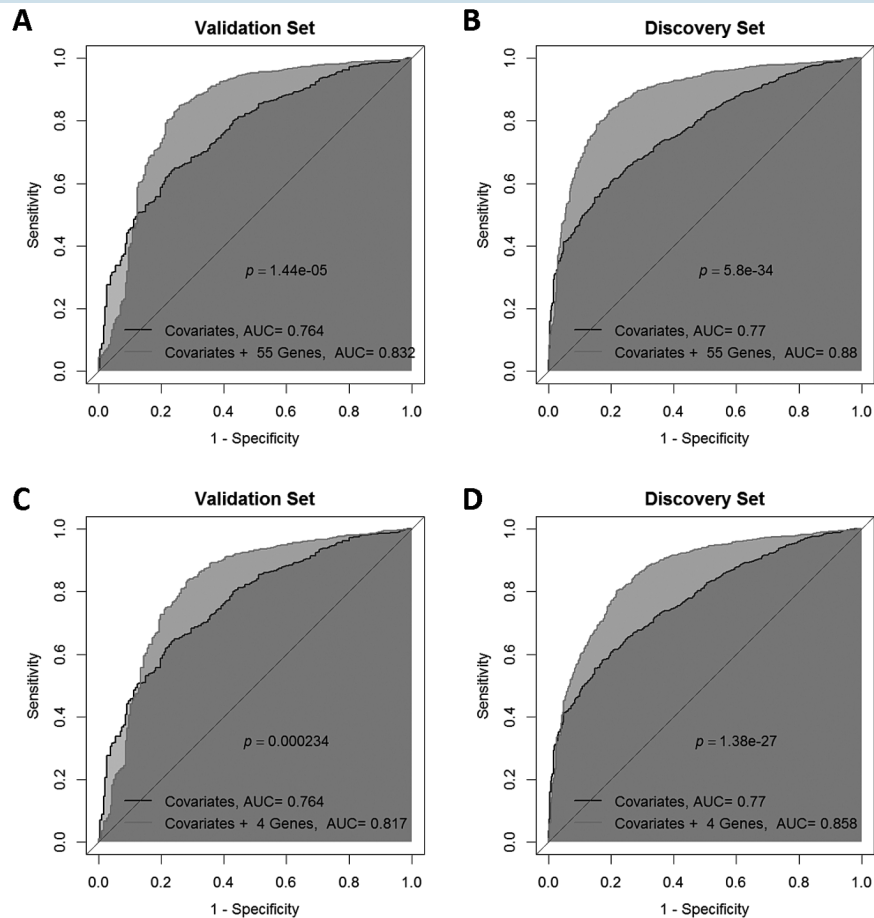 A
Validation Set
Sensitivity
0.0 0.2 0.4 0.6 0.8 1.0
p = 1.44e-05
Covariates, AUC= 0.764
Covariates + 55 Genes, AUC= 0.832
0.0 0.2 0.4 0.6 0.8 1.0
1 - Specificity
B
Discovery Set
Sensitivity
0.0 0.2 0.4 0.6 0.8 1.0
p = 5.8e-34
Covariates, AUC= 0.77
Covariates + 55 Genes, AUC= 0.88
0.0 0.2 0.4 0.6 0.8 1.0
1 - Specificity
C
Validation Set
Sensitivity
0.0 0.2 0.4 0.6 0.8 1.0
p = 0.000234
Covariates, AUC= 0.764
Covariates + 4 Genes, AUC= 0.817
0.0 0.2 0.4 0.6 0.8 1.0
1 - Specificity
D
Discovery Set
Sensitivity
0.0 0.2 0.4 0.6 0.8 1.0
p = 1.38e-27
Covariates, AUC= 0.77
Covariates + 4 Genes, AUC= 0.858
0.0 0.2 0.4 0.6 0.8 1.0
1 - Specificity